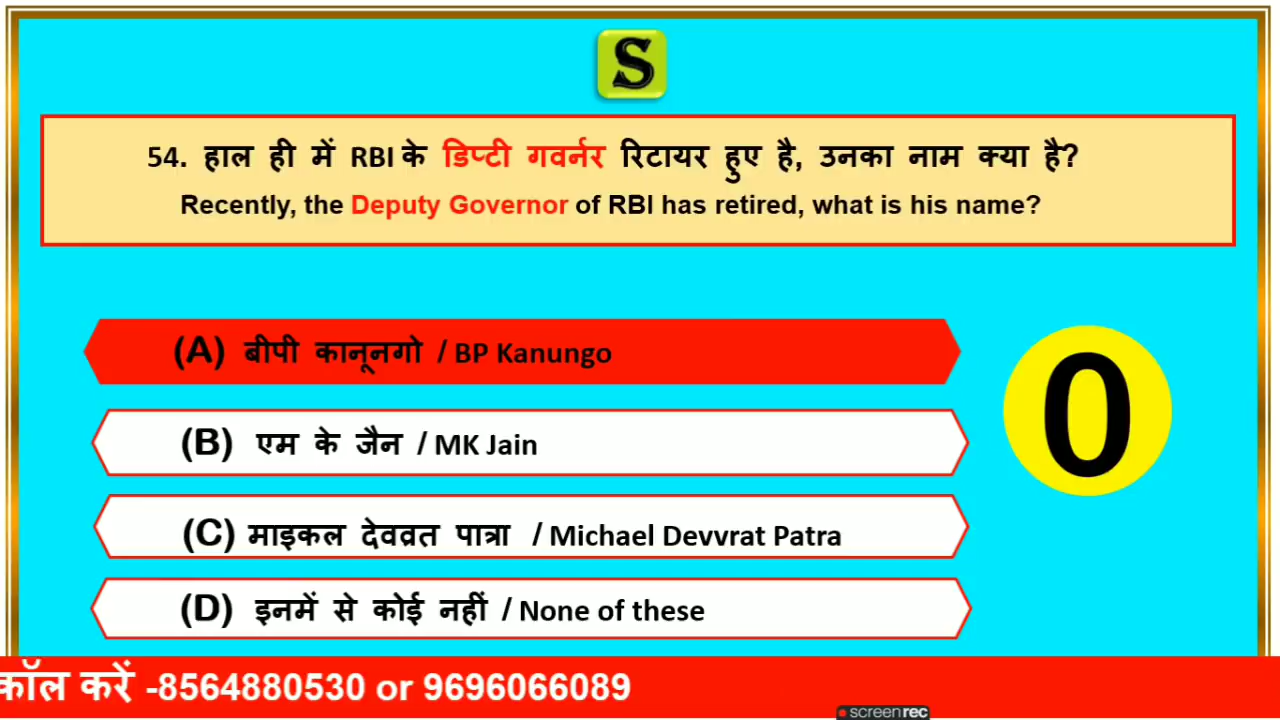 S
54. हाल ही में RBI के डिप्टी गवर्नर रिटायर हुए है, उनका नाम क्या है?
Recently, the Deputy Governor of RBI has retired, what is his name?
(A) बीपी कानूनगो / BP Kanungo
0
(B) एम के जैन / MK Jain
(C) माइकल देवव्रत पात्रा / Michael Devvrat Patra
(D) इनमें से कोई नहीं / None of these
कॉल करें -8564880530 or 9696066089
screenrec